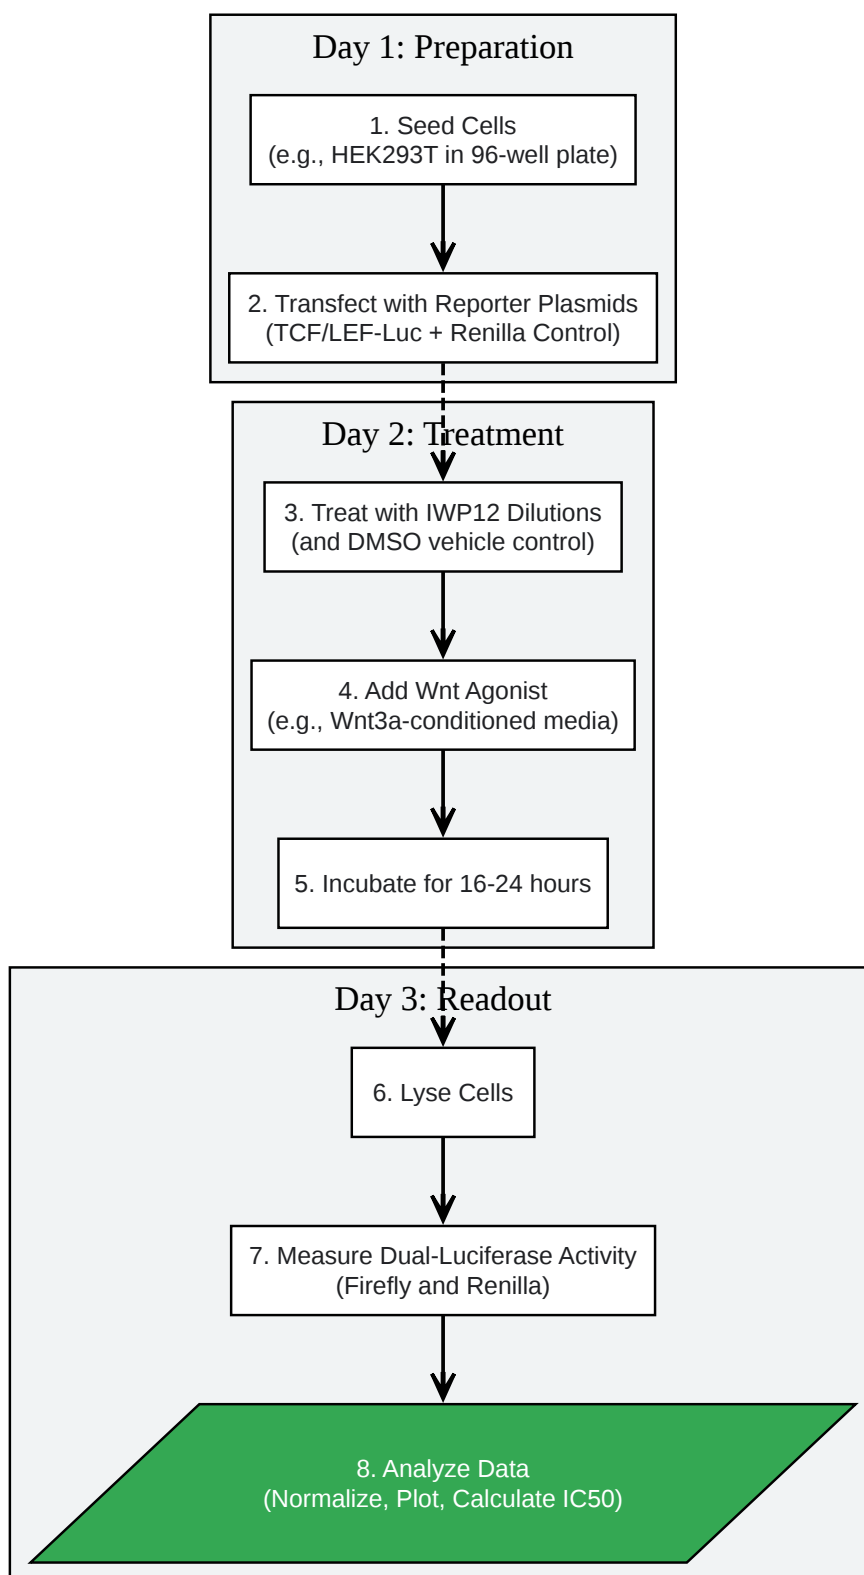 Day 1: Preparation
1. Seed Cells
(e.g., HEK293T in 96-well plate)
2. Transfect with Reporter Plasmids
(TCF/LEF-Luc + Renilla Control)
Day 2: Treatment
3. Treat with IWP12 Dilutions
(and DMSO vehicle control)
4. Add Wnt Agonist
(e.g., Wnt3a-conditioned media)
5. Incubate for 16-24 hours
Day 3: Readout
6. Lyse Cells
7. Measure Dual-Luciferase Activity
(Firefly and Renilla)
8. Analyze Data
(Normalize, Plot, Calculate IC50)